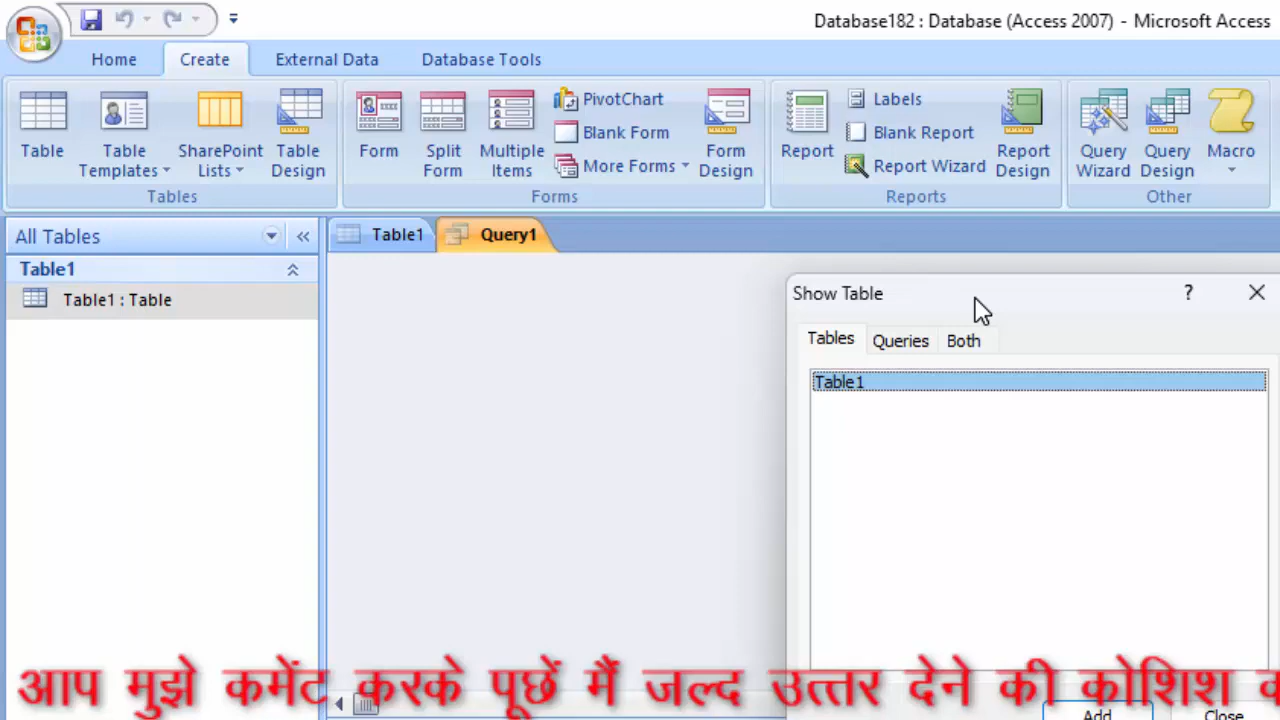 Database182 : Database (Access 2007) - Microsoft Access
Home Create External Data Database Tools
Table
Table Templates
SharePoint Lists
Table Design
Tables
Form
Split Form
Multiple Items
PivotChart
Blank Form
More Forms
Form Design
Forms
Report
Labels
Blank Report
Report Wizard
Report Design
Reports
Query Wizard
Query Design
Macro
Other
All Tables
Table1
Table1 : Table
Table1 Query1
Show Table ?
Tables Queries Both
Table1
Add Close
आप मुझे कमेंट करके पूछें मैं जल्द उत्तर देने की कोशिश